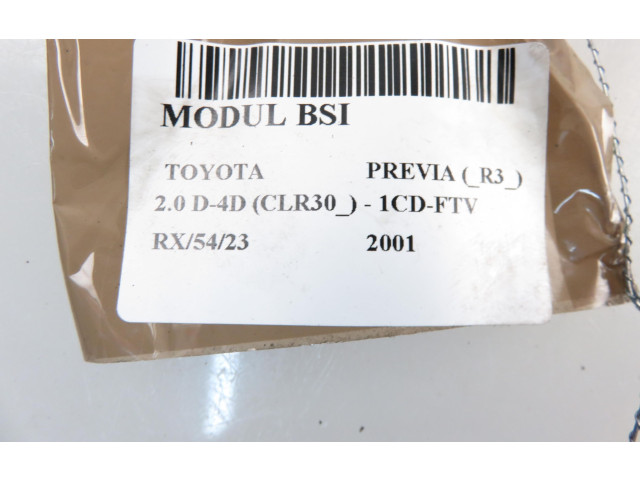 MODUL BSI
TOYOTA PREVIA (_R3_)
2.0 D-4D (CLR30_) - 1CD-FTV
RX/54/23 2001